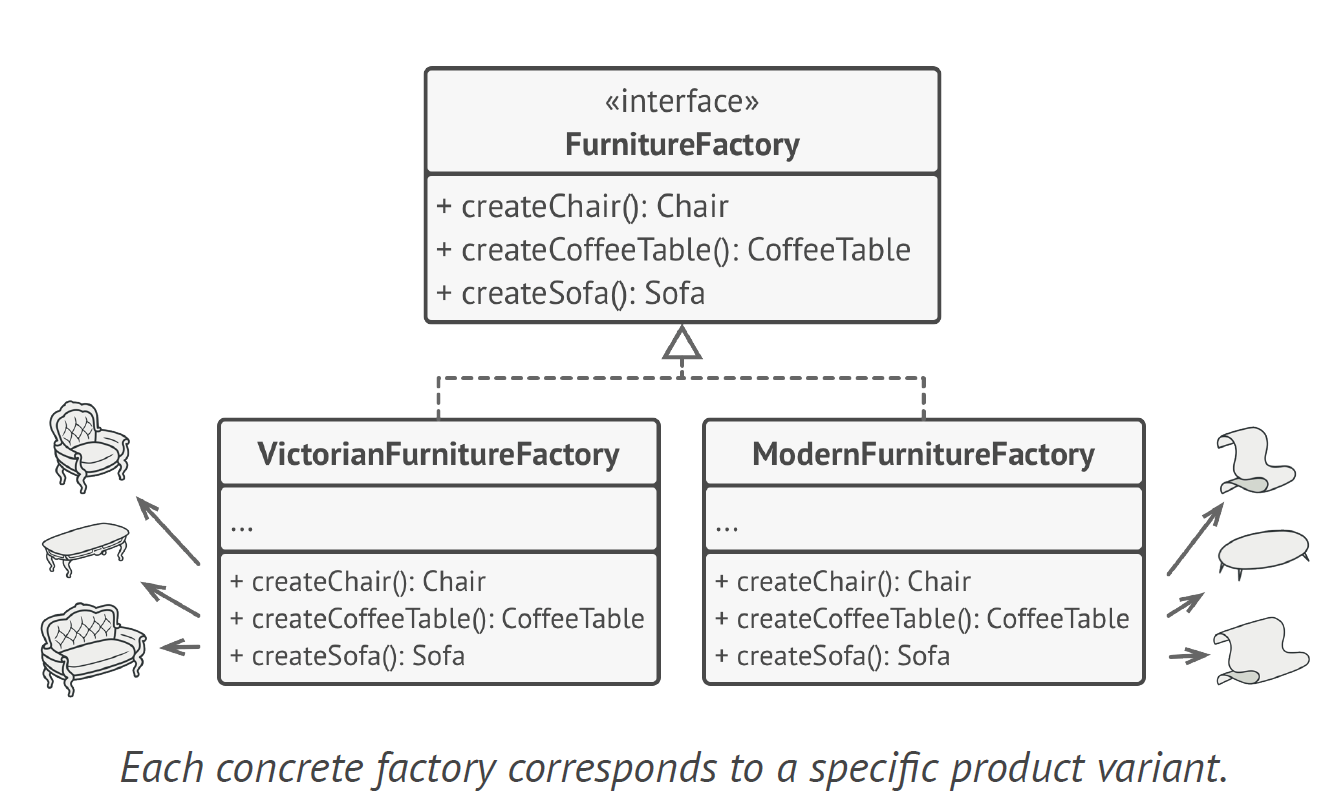 «interface»
FurnitureFactory
+ createChair(): Chair
+ createCoffeeTable(): CoffeeTable
+ createSofa(): Sofa
VictorianFurnitureFactory
...
+ createChair(): Chair
+ createCoffeeTable(): CoffeeTable
+ createSofa(): Sofa
ModernFurnitureFactory
...
+ createChair(): Chair
+ createCoffeeTable(): CoffeeTable
+ createSofa(): Sofa
Each concrete factory corresponds to a specific product variant.